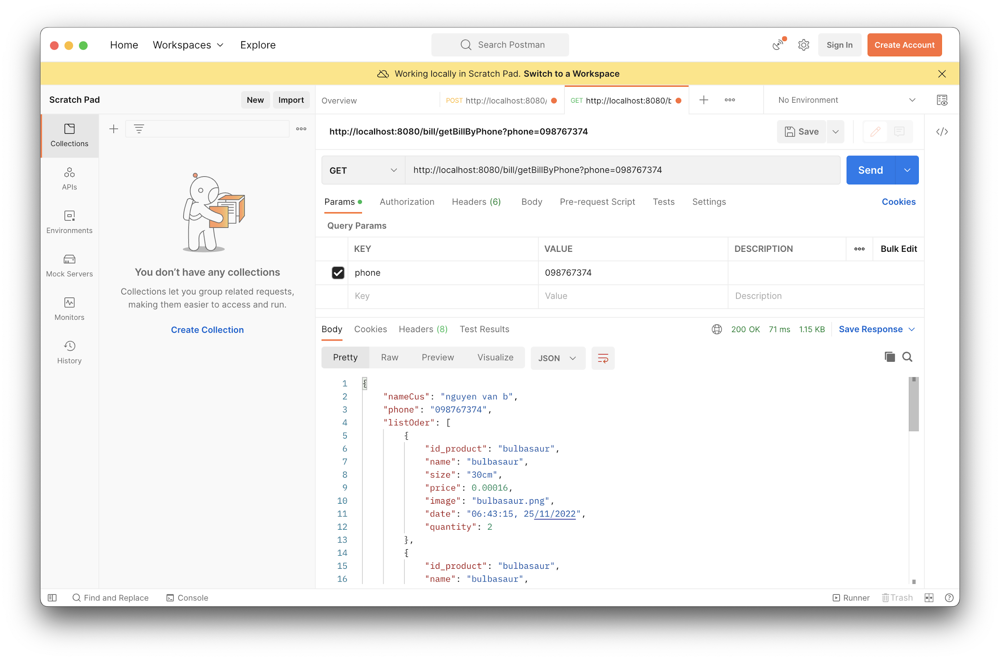 Home Workspaces Explore Search Postman Sign In Create Account
Working locally in Scratch Pad. Switch to a Workspace
Scratch Pad New Import
Overview POST http://localhost:8080/ GET http://localhost:8080/b No Environment
Collections
APIs
Environments
Mock Servers
Monitors
History
You don’t have any collections
Collections let you group related requests,
making them easier to access and run.
Create Collection
http://localhost:8080/bill/getBillByPhone?phone=098767374 Save
GET http://localhost:8080/bill/getBillByPhone?phone=098767374 Send
Params Authorization Headers (6) Body Pre-request Script Tests Settings Cookies
Query Params
KEY VALUE DESCRIPTION Bulk Edit
phone 098767374
Key Value Description
Body Cookies Headers (8) Test Results 200 OK 71 ms 1.15 KB Save Response
Pretty Raw Preview Visualize JSON
1 {
2 "nameCus": "nguyen van b",
3 "phone": "098767374",
4 "listOder": [
5 {
6 "id_product": "bulbasaur",
7 "name": "bulbasaur",
8 "size": "30cm",
9 "price": 0.00016,
10 "image": "bulbasaur.png",
11 "date": "06:43:15, 25/11/2022",
12 "quantity": 2
13 },
14 {
15 "id_product": "bulbasaur",
16 "name": "bulbasaur",
Find and Replace Console Runner Trash